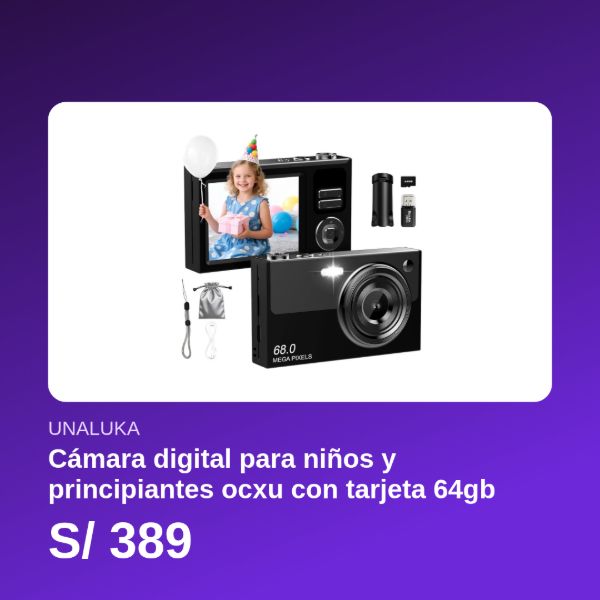 68.0
MEGA PIXELS
UNALUKA
Cámara digital para niños y
principiantes ocxu con tarjeta 64gb
S/ 389